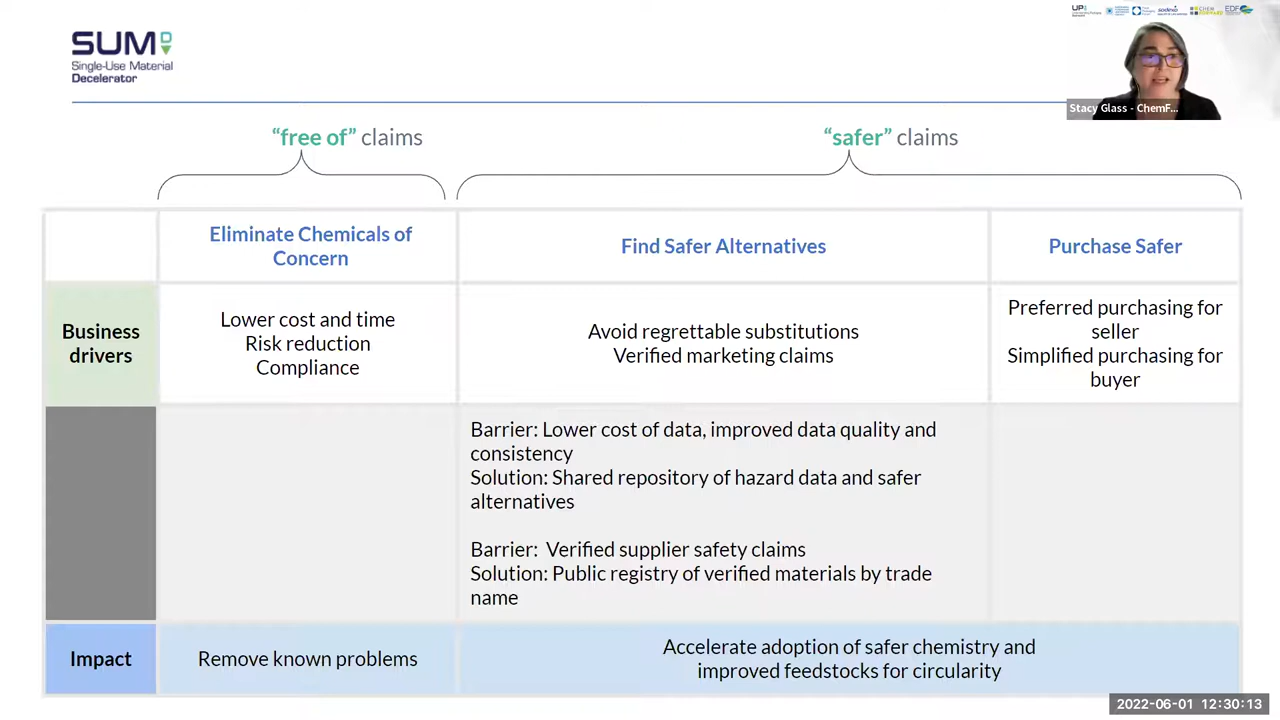 SUM
Single-Use Material
Decelerator
UP
sodexo
CHEM
FORWARD
EDF
Stacy Glass - ChemF...
“free of” claims
“safer” claims
Eliminate Chemicals of
Concern
Find Safer Alternatives
Purchase Safer
Business
drivers
Lower cost and time
Risk reduction
Compliance
Avoid regrettable substitutions
Verified marketing claims
Preferred purchasing for
seller
Simplified purchasing for
buyer
Barrier: Lower cost of data, improved data quality and
consistency
Solution: Shared repository of hazard data and safer
alternatives
Barrier:  Verified supplier safety claims
Solution: Public registry of verified materials by trade
name
Impact
Remove known problems
Accelerate adoption of safer chemistry and
improved feedstocks for circularity
2022-06-01 12:30:13